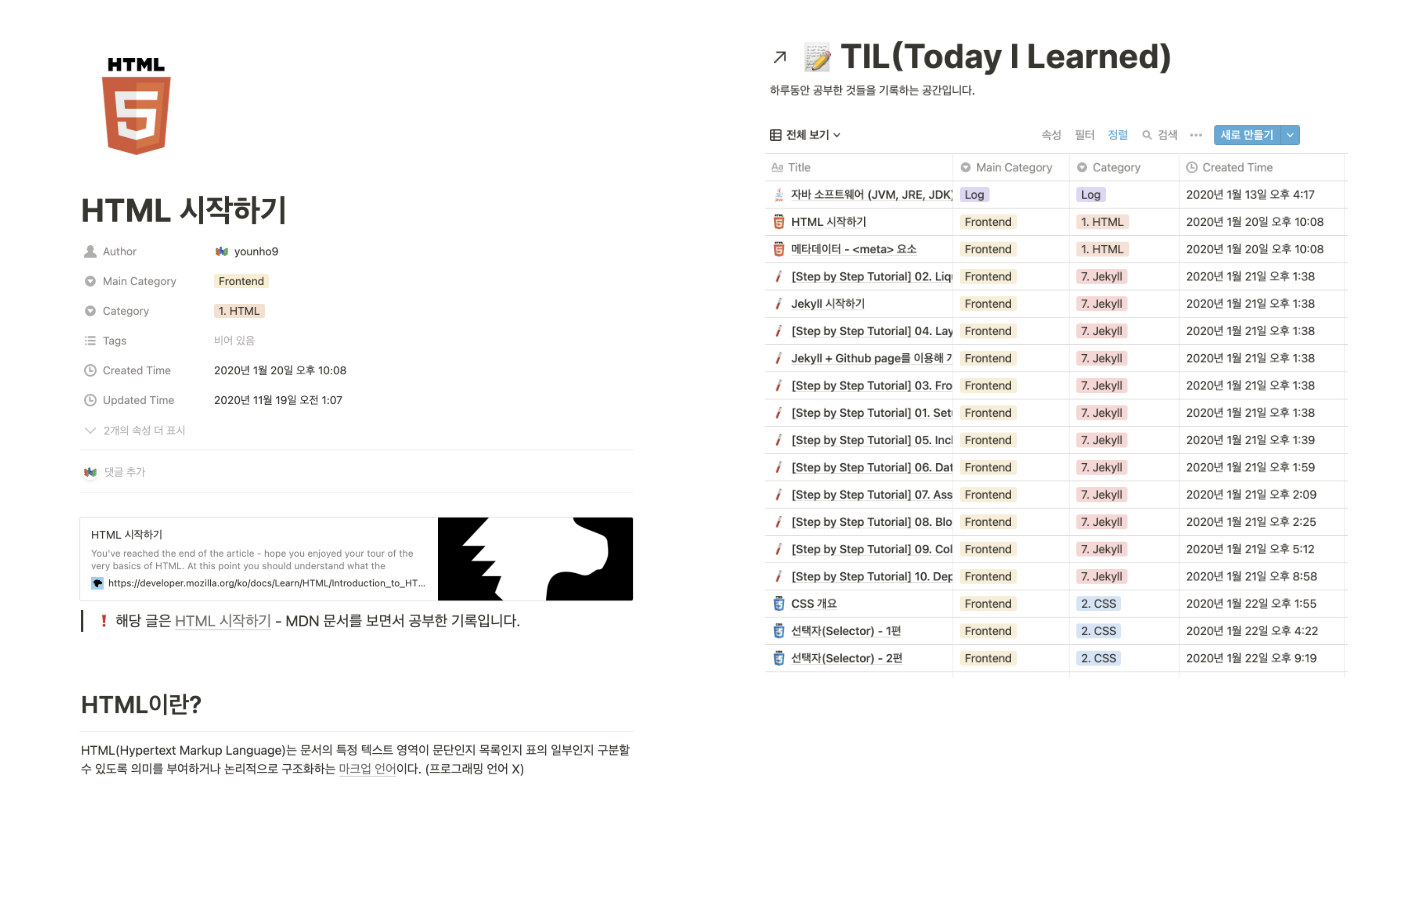 HTML
5
HTML 시작하기
Author younho9
Main Category Frontend
Category 1. HTML
Tags 비어 있음
Created Time 2020년 1월 20일 오후 10:08
Updated Time 2020년 11월 19일 오전 1:07
2개의 속성 더 표시
댓글 추가
HTML 시작하기
You've reached the end of the article - hope you enjoyed your tour of the
very basics of HTML. At this point you should understand what the
https://developer.mozilla.org/ko/docs/Learn/HTML/Introduction_to_HT...
❗ 해당 글은 HTML 시작하기 - MDN 문서를 보면서 공부한 기록입니다.
HTML이란?
HTML(Hypertext Markup Language)는 문서의 특정 텍스트 영역이 문단인지 목록인지 표의 일부인지 구분할
수 있도록 의미를 부여하거나 논리적으로 구조화하는 마크업 언어이다. (프로그래밍 언어 X)
TIL(Today I Learned)
하루동안 공부한 것들을 기록하는 공간입니다.
전체 보기 속성 필터 정렬 검색 ••• 새로 만들기
Aa Title Main Category Category Created Time
자바 소프트웨어 (JVM, JRE, JDK) Log Log 2020년 1월 13일 오후 4:17
HTML 시작하기 Frontend 1. HTML 2020년 1월 20일 오후 10:08
메타데이터 - <meta> 요소 Frontend 1. HTML 2020년 1월 20일 오후 10:08
[Step by Step Tutorial] 02. Liq Frontend 7. Jekyll 2020년 1월 21일 오후 1:38
Jekyll 시작하기 Frontend 7. Jekyll 2020년 1월 21일 오후 1:38
[Step by Step Tutorial] 04. Lay Frontend 7. Jekyll 2020년 1월 21일 오후 1:38
Jekyll + Github page를 이용해 Frontend 7. Jekyll 2020년 1월 21일 오후 1:38
[Step by Step Tutorial] 03. Fro Frontend 7. Jekyll 2020년 1월 21일 오후 1:38
[Step by Step Tutorial] 01. Set Frontend 7. Jekyll 2020년 1월 21일 오후 1:38
[Step by Step Tutorial] 05. Incl Frontend 7. Jekyll 2020년 1월 21일 오후 1:39
[Step by Step Tutorial] 06. Dat Frontend 7. Jekyll 2020년 1월 21일 오후 1:59
[Step by Step Tutorial] 07. Ass Frontend 7. Jekyll 2020년 1월 21일 오후 2:09
[Step by Step Tutorial] 08. Blo Frontend 7. Jekyll 2020년 1월 21일 오후 2:25
[Step by Step Tutorial] 09. Col Frontend 7. Jekyll 2020년 1월 21일 오후 5:12
[Step by Step Tutorial] 10. Dep Frontend 7. Jekyll 2020년 1월 21일 오후 8:58
CSS 개요 Frontend 2. CSS 2020년 1월 22일 오후 1:55
선택자(Selector) - 1편 Frontend 2. CSS 2020년 1월 22일 오후 4:22
선택자(Selector) - 2편 Frontend 2. CSS 2020년 1월 22일 오후 9:19